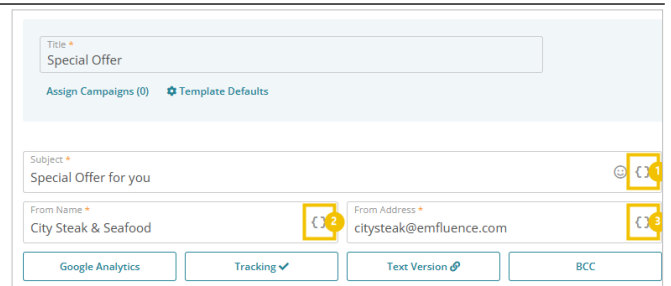 Title *
Special Offer
Assign Campaigns (0) Template Defaults
Subject *
Special Offer for you
{} 1
From Name *
City Steak & Seafood
{} 2
From Address *
citysteak@emfluence.com
{} 3
Google Analytics
Tracking ✓
Text Version
BCC